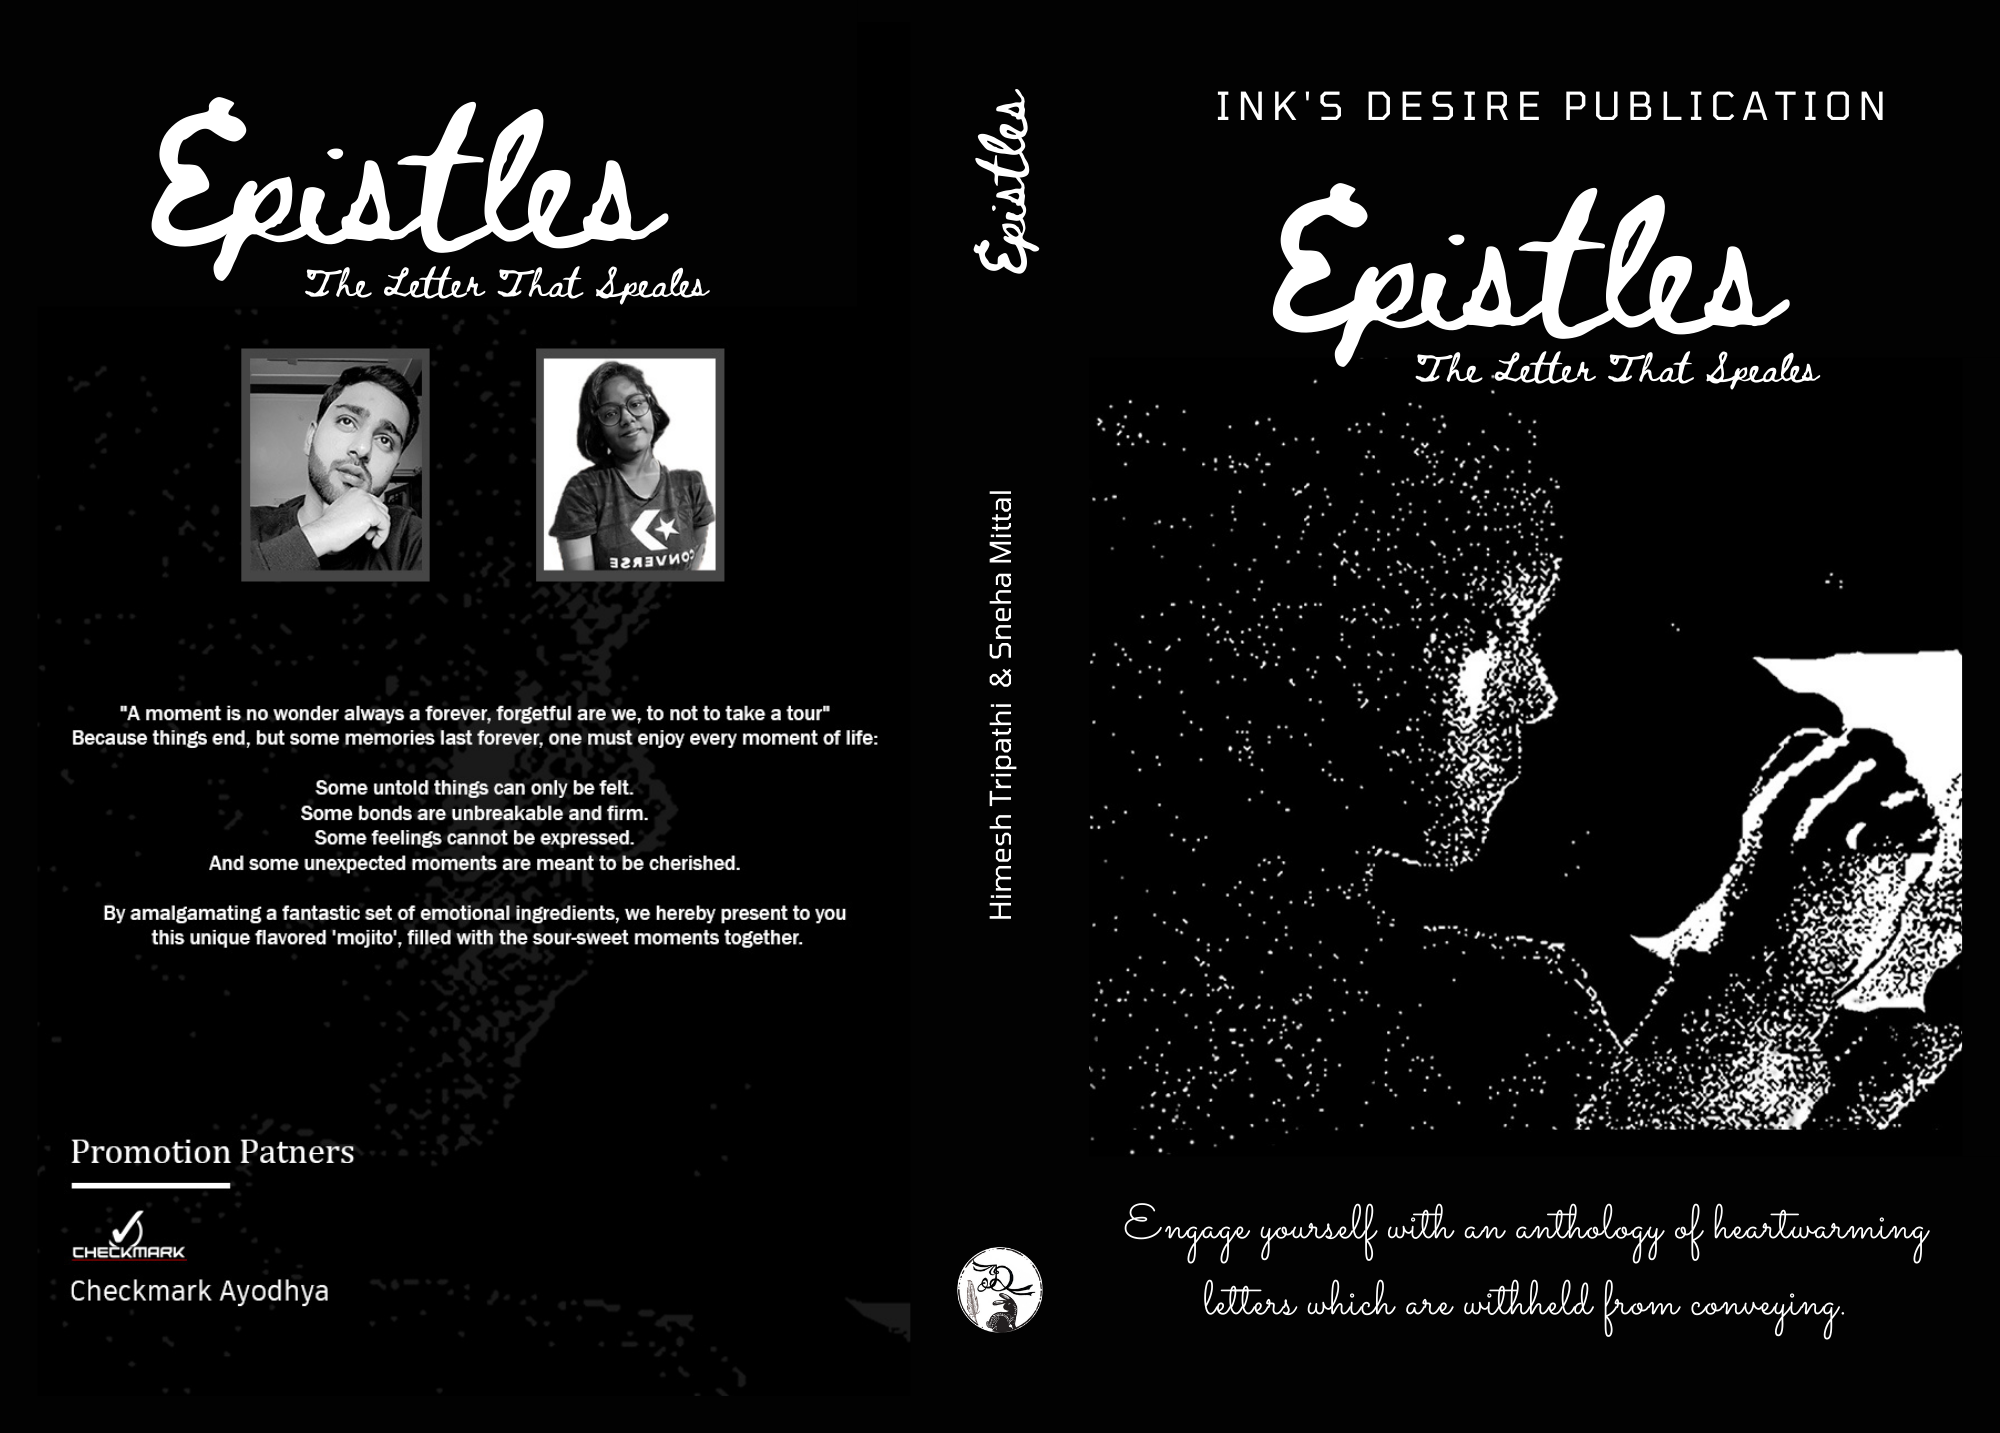 Epistles
The Letter That Speales
CONVERSE
"A moment is no wonder always a forever, forgetful are we, to not to take a tour"
Because things end, but some memories last forever, one must enjoy every moment of life:
Some untold things can only be felt.
Some bonds are unbreakable and firm.
Some feelings cannot be expressed.
And some unexpected moments are meant to be cherished.
By amalgamating a fantastic set of emotional ingredients, we hereby present to you
this unique flavored 'mojito', filled with the sour-sweet moments together.
Promotion Patners
CHECKMARK
Checkmark Ayodhya
Epistles
Himesh Tripathi & Sneha Mittal
INK'S DESIRE PUBLICATION
Epistles
The Letter That Speales
Engage yourself with an anthology of heartwarming
letters which are withheld from conveying.